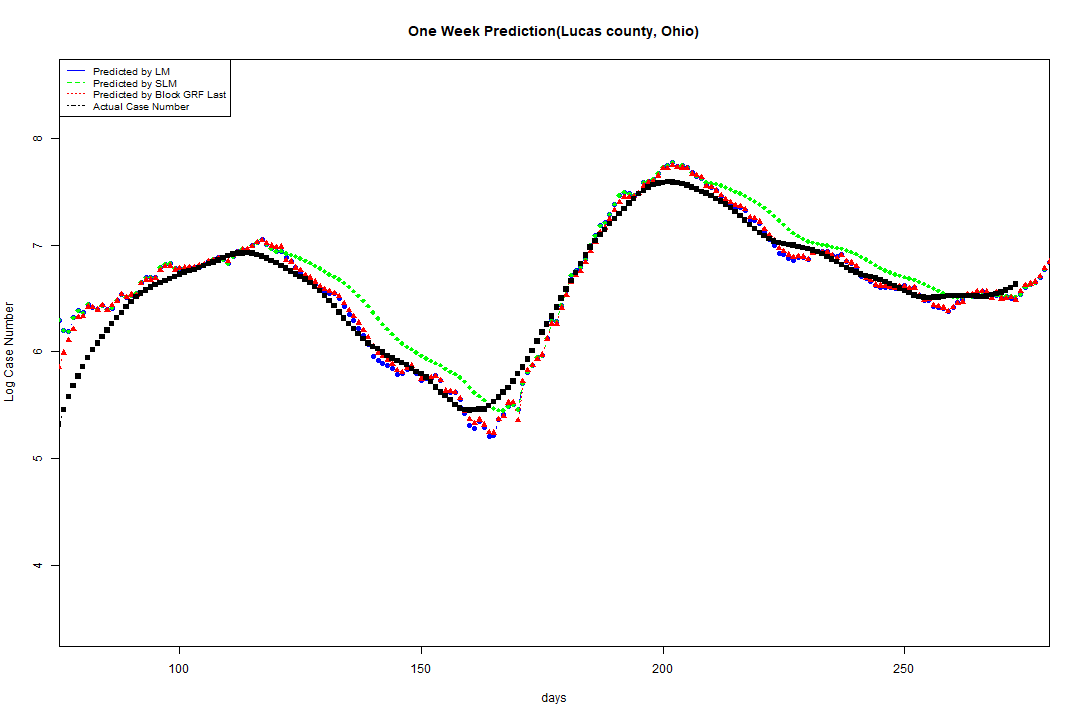 One Week Prediction(Lucas county, Ohio)
Predicted by LM
Predicted by SLM
Predicted by Block GRF Last
Actual Case Number
8
7
6
5
4
Log Case Number
100 150 200 250
days